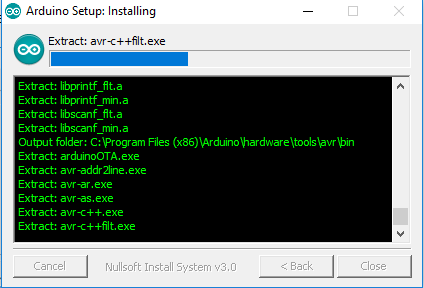 Arduino Setup: Installing
Extract: avr-c++filt.exe
Extract: libprintf_flt.a
Extract: libprintf_min.a
Extract: libscanf_flt.a
Extract: libscanf_min.a
Output folder: C:\Program Files (x86)\Arduino\hardware\tools\avr\bin
Extract: arduinoOTA.exe
Extract: avr-addr2line.exe
Extract: avr-ar.exe
Extract: avr-as.exe
Extract: avr-c++.exe
Extract: avr-c++filt.exe
Cancel Nullsoft Install System v3.0 < Back Close